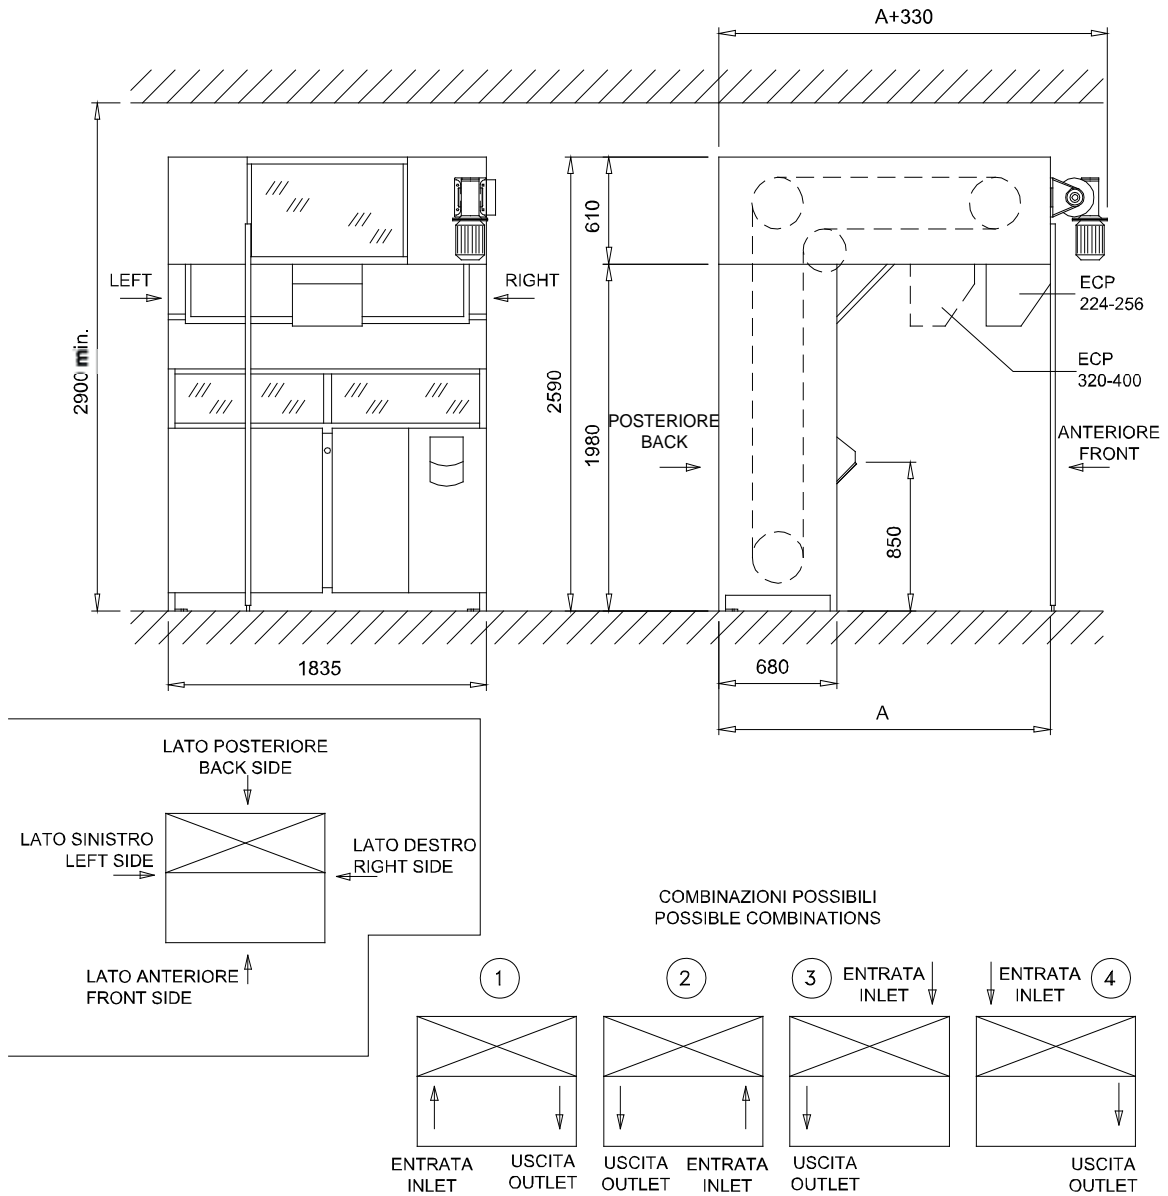 A+330
610
LEFT
RIGHT
ECP
224-256
2900 min.
2590
1980
ECP
320-400
POSTERIORE
BACK
ANTERIORE
FRONT
850
1835
680
A
LATO POSTERIORE
BACK SIDE
LATO SINISTRO
LEFT SIDE
LATO DESTRO
RIGHT SIDE
LATO ANTERIORE
FRONT SIDE
COMBINAZIONI POSSIBILI
POSSIBLE COMBINATIONS
1
2
3
ENTRATA
INLET
ENTRATA
INLET
4
ENTRATA
INLET
USCITA
OUTLET
USCITA
OUTLET
ENTRATA
INLET
USCITA
OUTLET
USCITA
OUTLET